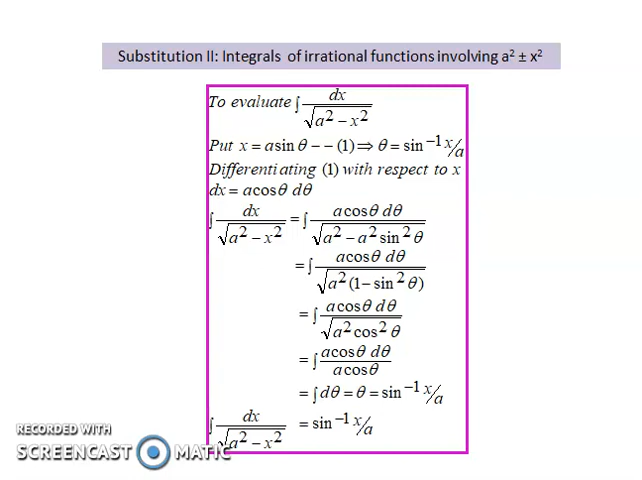 Substitution II: Integrals of irrational functions involving a² ± x²
To evaluate ∫ dx / √(a² − x²)
Put x = a sin θ − − (1) ⇒ θ = sin⁻¹ x/a
Differentiating (1) with respect to x
dx = a cos θ dθ
∫ dx / √(a² − x²) = ∫ a cos θ dθ / √(a² − a² sin² θ)
= ∫ a cos θ dθ / √(a² (1 − sin² θ))
= ∫ a cos θ dθ / √(a² cos² θ)
= ∫ a cos θ dθ / a cos θ
= ∫ dθ = θ = sin⁻¹ x/a
∫ dx / √(a² − x²) = sin⁻¹ x/a
RECORDED WITH
SCREENCAST MATIC